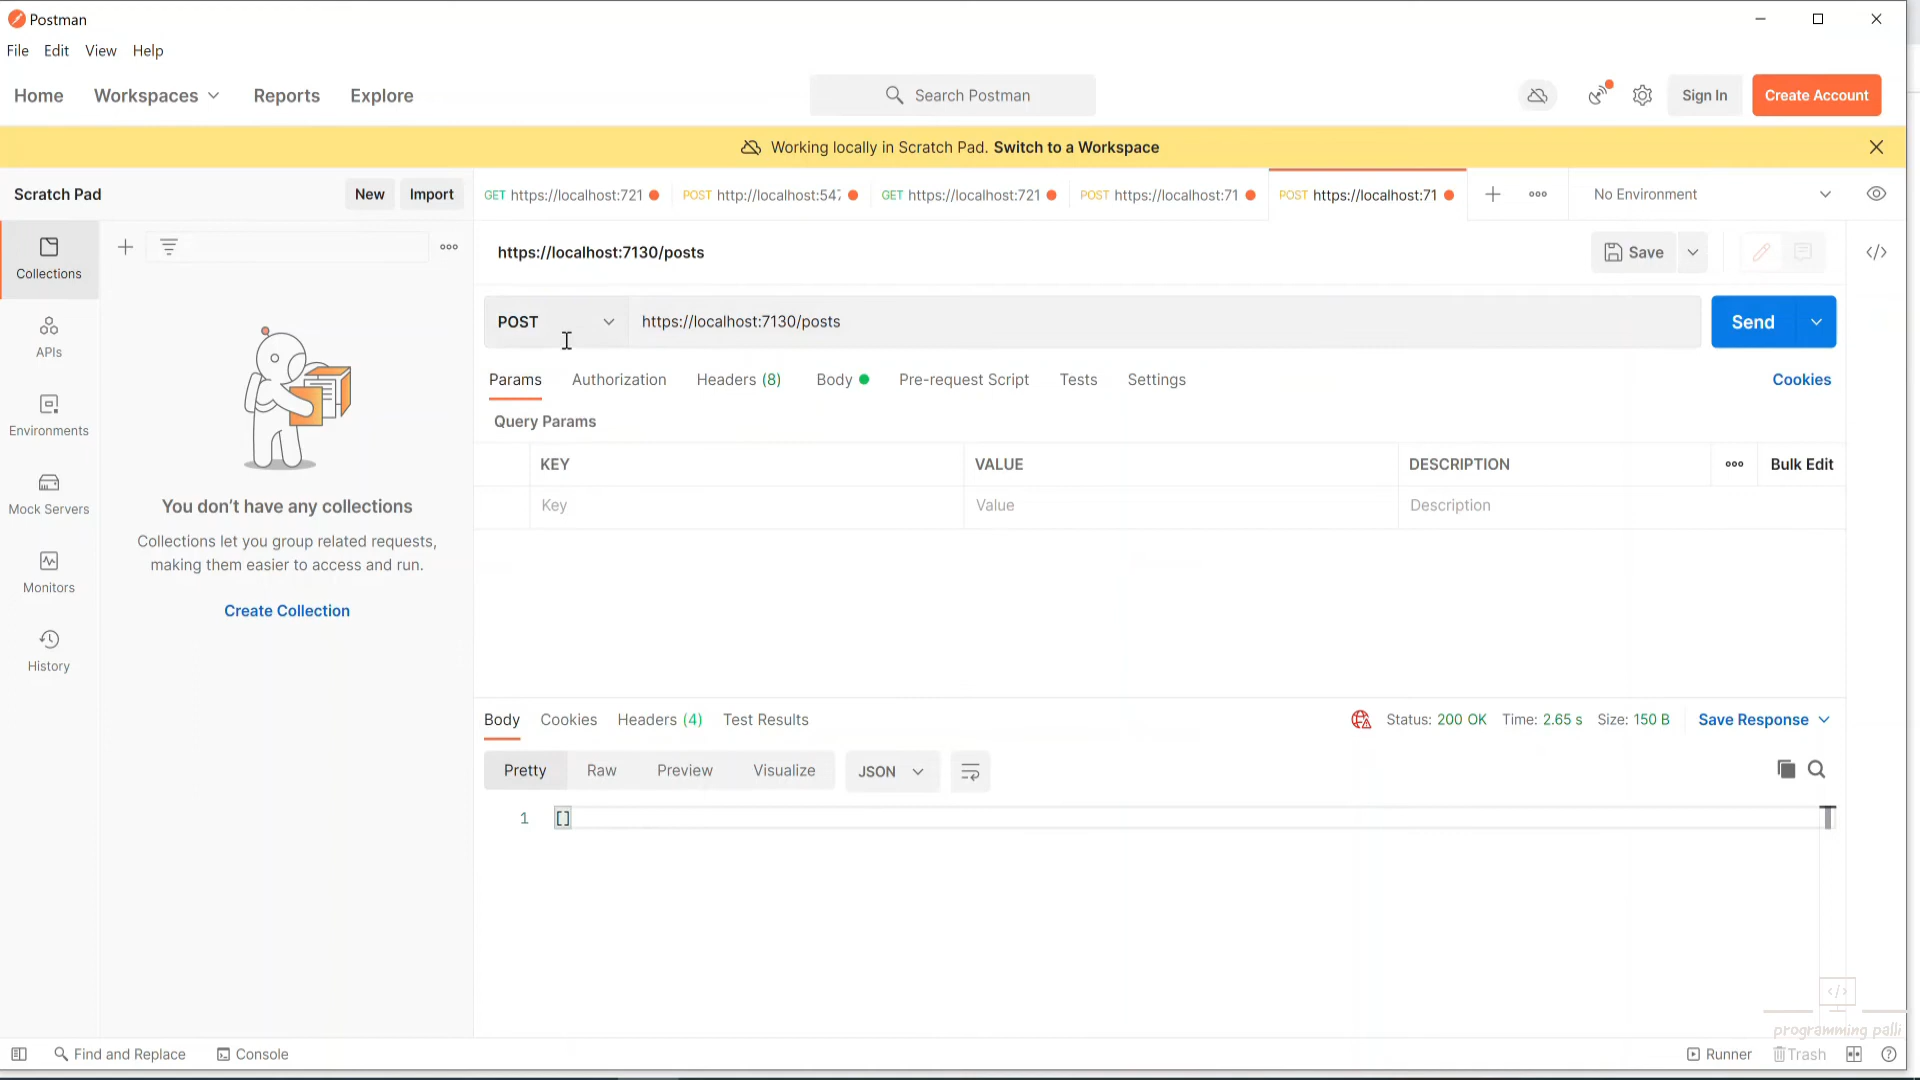 Postman
File Edit View Help
Home Workspaces Reports Explore Search Postman Sign In Create Account
Working locally in Scratch Pad. Switch to a Workspace
Scratch Pad New Import GET https://localhost:721 POST http://localhost:547 GET https://localhost:721 POST https://localhost:71 POST https://localhost:71 No Environment
Collections
https://localhost:7130/posts Save
POST https://localhost:7130/posts Send
APIs
Params Authorization Headers (8) Body Pre-request Script Tests Settings Cookies
Environments
Query Params
KEY VALUE DESCRIPTION Bulk Edit
Key Value Description
Mock Servers
You don't have any collections
Collections let you group related requests,
making them easier to access and run.
Create Collection
Monitors
History
Body Cookies Headers (4) Test Results Status: 200 OK Time: 2.65 s Size: 150 B Save Response
Pretty Raw Preview Visualize JSON
1 []
programming palli
Find and Replace Console Runner Trash